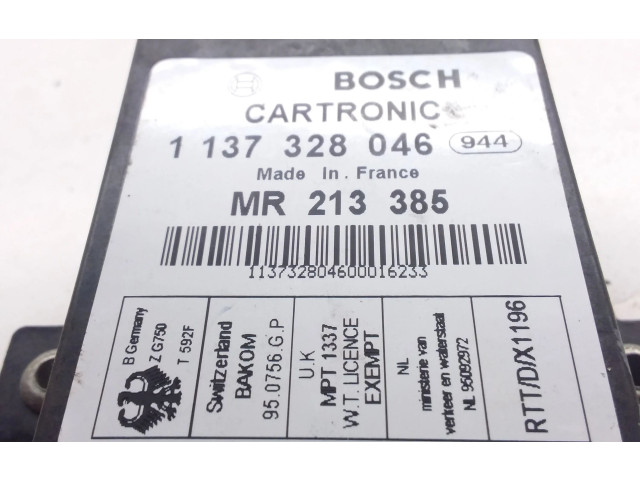 BOSCH
CARTRONIC
1 137 328 046 944
Made In . France
MR 213 385
113732804600016233
B Germany
Z G750
T 592F
Switzerland
BAKOM
95.0756.G.P
U.K
MPT 1337
W.T. LICENCE
EXEMPT
NL
ministerie van
verkeer en waterstaat
NL 95092972
RTT/D/X1196